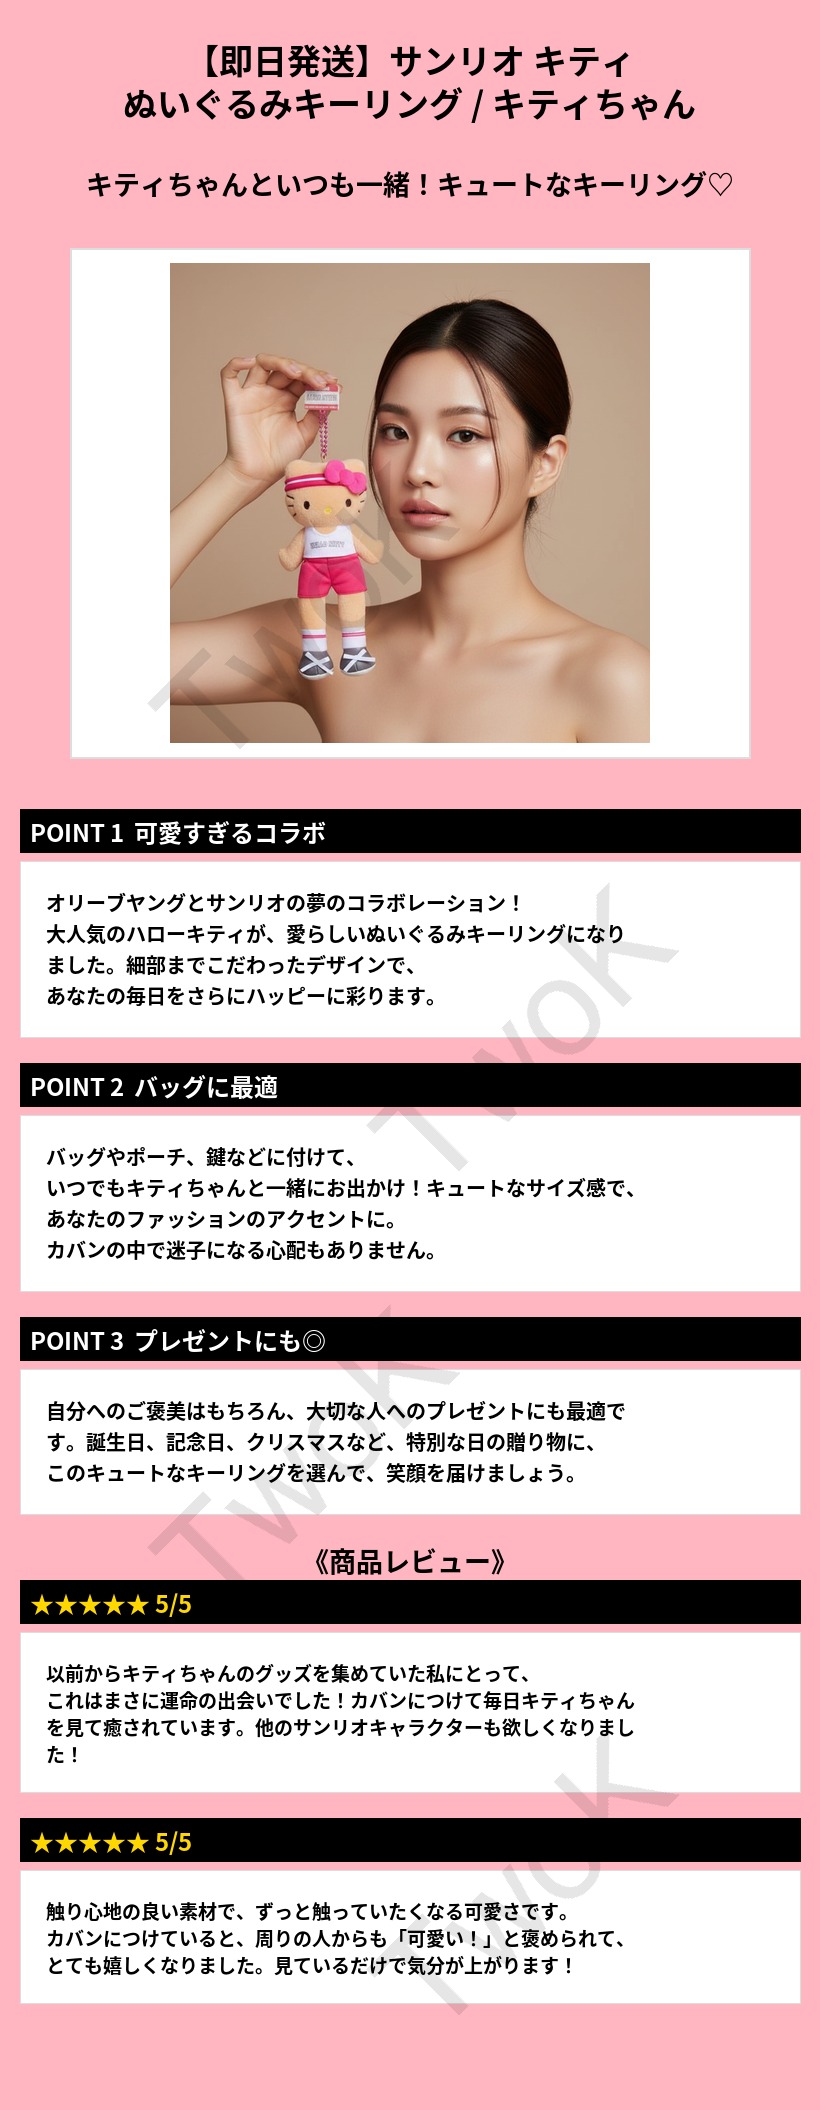 【即日発送】サンリオ キティ
ぬいぐるみキーリング / キティちゃん
キティちゃんといつも一緒！キュートなキーリング♡
HELLO KITTY
TwoK
POINT 1 可愛すぎるコラボ
オリーブヤングとサンリオの夢のコラボレーション！
大人気のハローキティが、愛らしいぬいぐるみキーリングになり
ました。細部までこだわったデザインで、
あなたの毎日をさらにハッピーに彩ります。
TwoK
POINT 2 バッグに最適
バッグやポーチ、鍵などに付けて、
いつでもキティちゃんと一緒にお出かけ！キュートなサイズ感で、
あなたのファッションのアクセントに。
カバンの中で迷子になる心配もありません。
POINT 3 プレゼントにも◎
自分へのご褒美はもちろん、大切な人へのプレゼントにも最適で
す。誕生日、記念日、クリスマスなど、特別な日の贈り物に、
このキュートなキーリングを選んで、笑顔を届けましょう。
TwoK
《商品レビュー》
★★★★★ 5/5
以前からキティちゃんのグッズを集めていた私にとって、
これはまさに運命の出会いでした！カバンにつけて毎日キティちゃん
を見て癒されています。他のサンリオキャラクターも欲しくなりまし
た！
★★★★★ 5/5
触り心地の良い素材で、ずっと触っていたくなる可愛さです。
カバンにつけていると、周りの人からも「可愛い！」と褒められて、
とても嬉しくなりました。見ているだけで気分が上がります！
TwoK